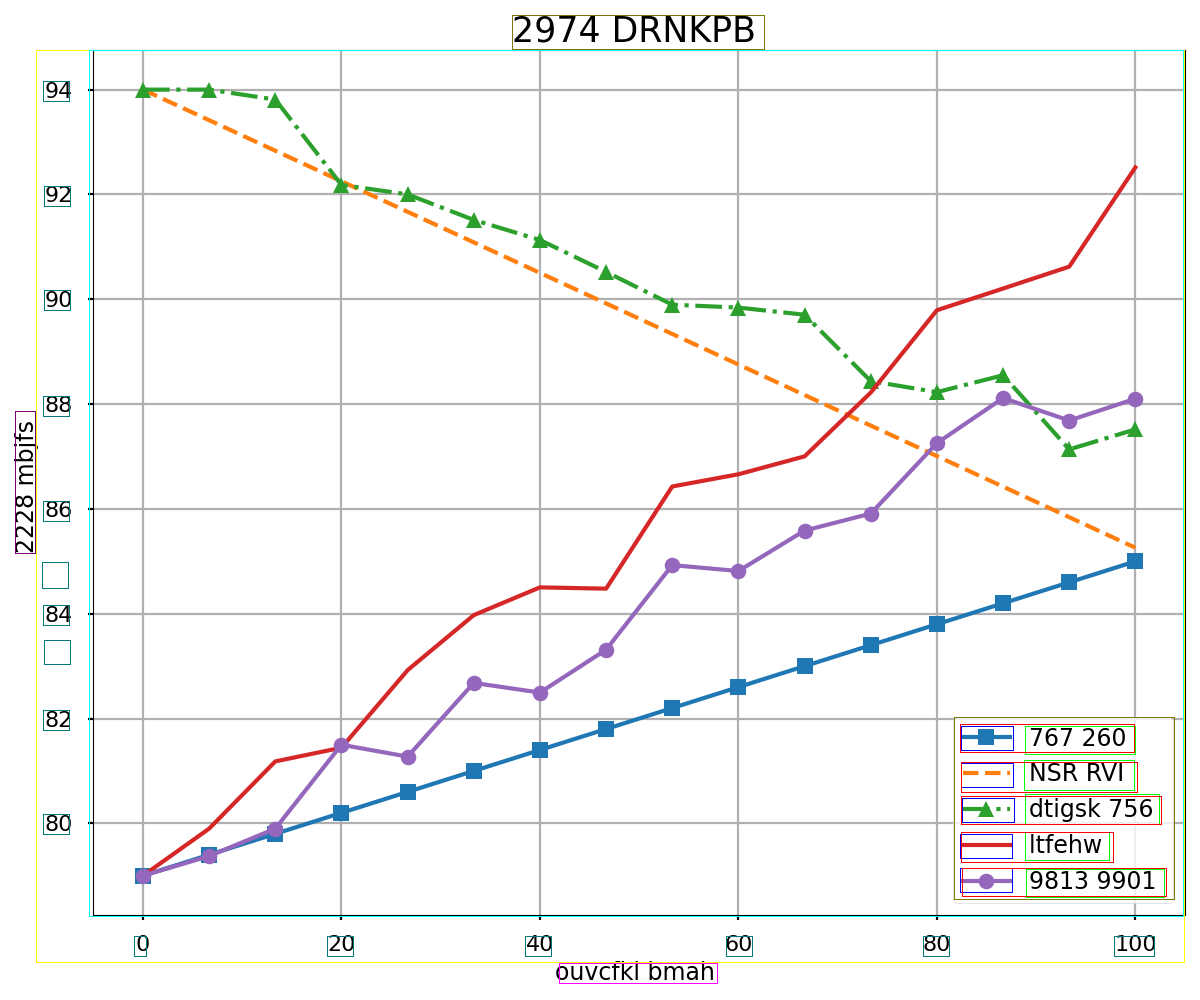 2974 DRNKPB
94
92
90
88
86
84
82
80
2228 mbjfs
0 20 40 60 80 100
ouvcfkl bmah
767 260
NSR RVI
dtigsk 756
ltfehw
9813 9901